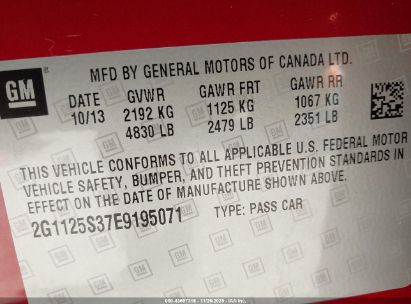 MFD BY GENERAL MOTORS OF CANADA LTD.
GM
DATE GVWR GAWR FRT GAWR RR
10/13 2192 KG 1125 KG 1067 KG
4830 LB 2479 LB 2351 LB
THIS VEHICLE CONFORMS TO ALL APPLICABLE U.S. FEDERAL MOTOR
VEHICLE SAFETY, BUMPER, AND THEFT PREVENTION STANDARDS IN
EFFECT ON THE DATE OF MANUFACTURE SHOWN ABOVE.
2G1125S37E9195071 TYPE: PASS CAR